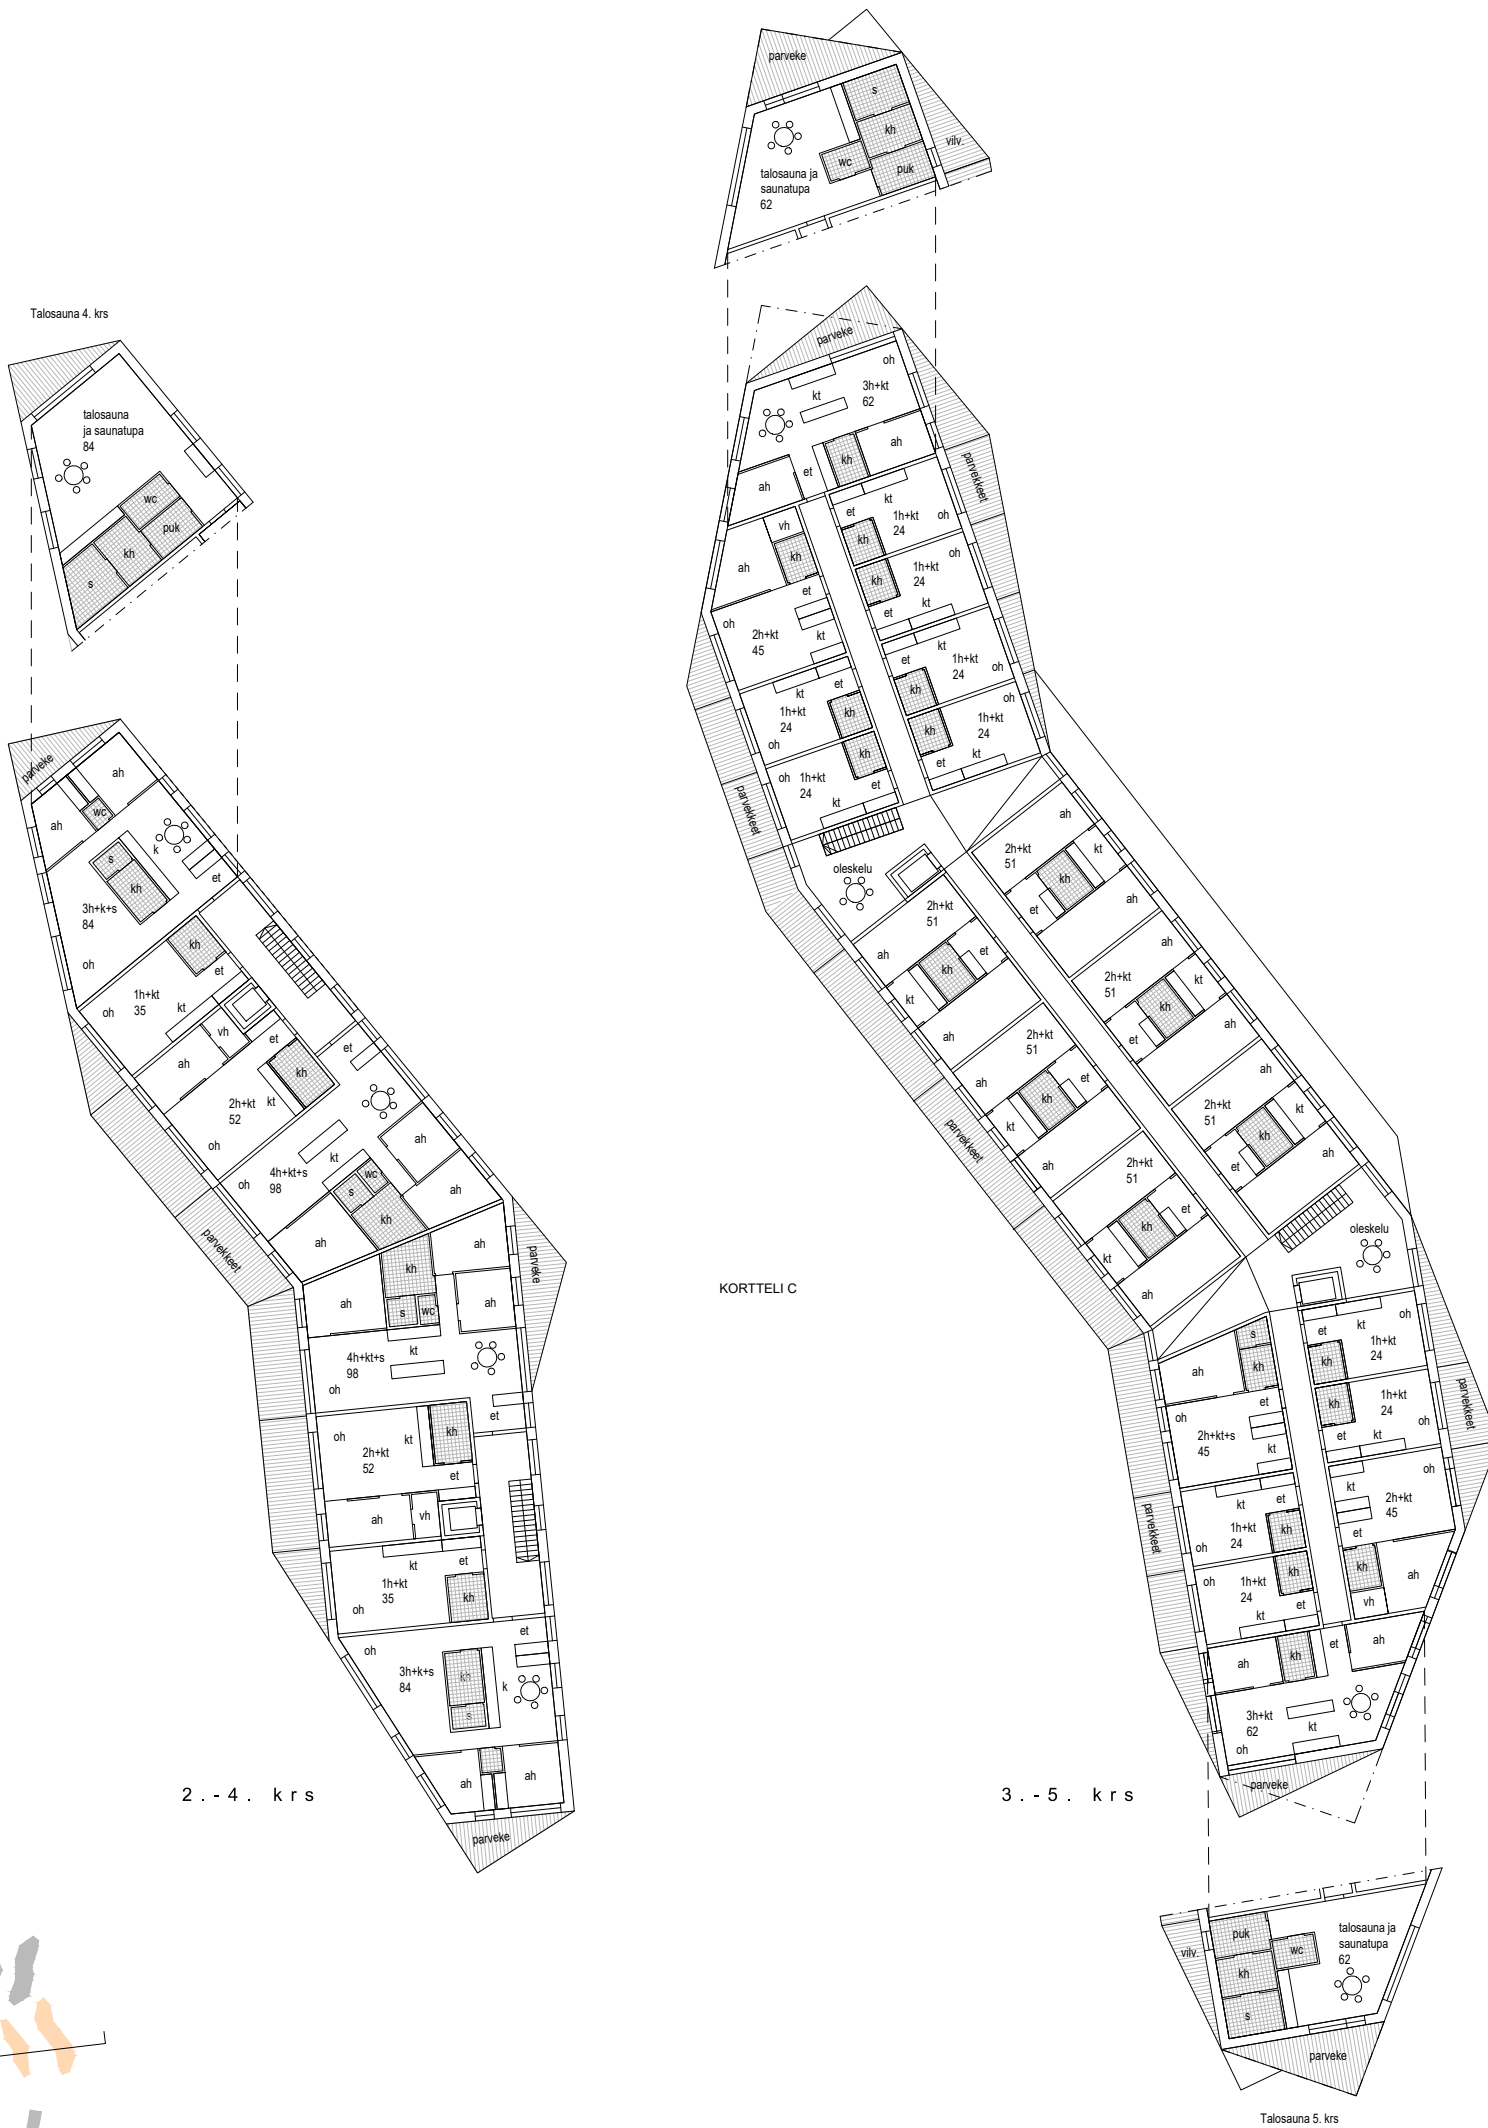 parveke
s
kh
puk
wc
vilv.
talosauna ja
saunatupa
62
Talosauna 4. krs
talosauna
ja saunatupa
84
wc
puk
kh
s
parveke
ah
ah
wc
k
s
kh
et
3h+k+s
84
oh
kh
et
1h+kt
35
kt
oh
vh
ah
et
kh
2h+kt
52
kt
oh
et
kt
ah
4h+kt+s
98
oh
wc
s
kh
ah
ah
parvekkeet
parveke
kh
ah
ah
ah
s
wc
4h+kt+s
98
kt
oh
et
oh
2h+kt
52
kt
kh
et
ah
vh
kt
et
1h+kt
35
kh
oh
et
oh
3h+k+s
84
kh
k
s
ah
ah
parveke
2.-4. krs
KORTTELI C
parveke
oh
3h+kt
62
kt
ah
kh
et
ah
parvekkeet
kt
et
1h+kt
24
oh
kh
vh
kh
ah
1h+kt
24
oh
kh
et
kt
et
oh
2h+kt
45
kt
kt
et
1h+kt
24
oh
kh
et
kt
1h+kt
24
kh
oh
oh
1h+kt
24
kh
et
kt
kh
oh
1h+kt
24
et
kt
parvekkeet
oleskelu
ah
2h+kt
51
kt
kh
et
ah
2h+kt
51
ah
et
kh
kt
ah
ah
2h+kt
51
kt
kh
et
ah
2h+kt
51
ah
et
kh
kt
ah
ah
2h+kt
51
kt
kh
et
ah
2h+kt
51
ah
et
kh
kt
ah
parvekkeet
oleskelu
s
kh
ah
et
kt
oh
1h+kt
24
kh
kh
1h+kt
24
oh
et
kt
parvekkeet
oh
et
2h+kt+s
45
kt
oh
kt
2h+kt
45
et
kt
et
1h+kt
24
kh
oh
kh
ah
vh
oh
1h+kt
24
kh
et
kt
parvekkeet
ah
kh
et
ah
3h+kt
62
kt
oh
parveke
3.-5. krs
puk
wc
vilv.
kh
s
talosauna ja
saunatupa
62
parveke
Talosauna 5. krs